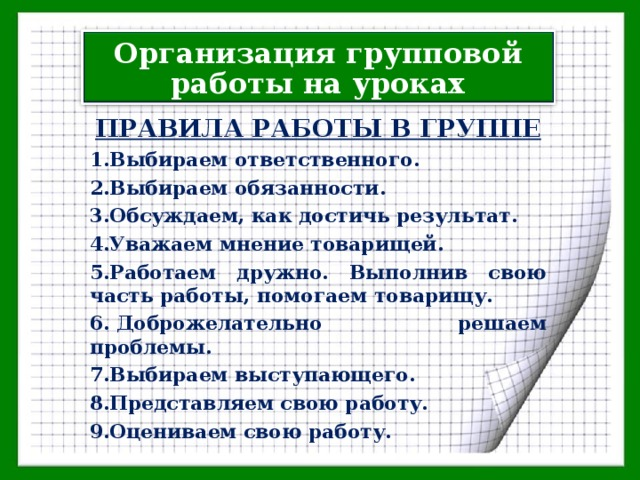 Организация групповой
работы на уроках
ПРАВИЛА РАБОТЫ В ГРУППЕ
1.Выбираем ответственного.
2.Выбираем обязанности.
3.Обсуждаем, как достичь результат.
4.Уважаем мнение товарищей.
5.Работаем дружно. Выполнив свою
часть работы, помогаем товарищу.
6. Доброжелательно решаем
проблемы.
7.Выбираем выступающего.
8.Представляем свою работу.
9.Оцениваем свою работу.